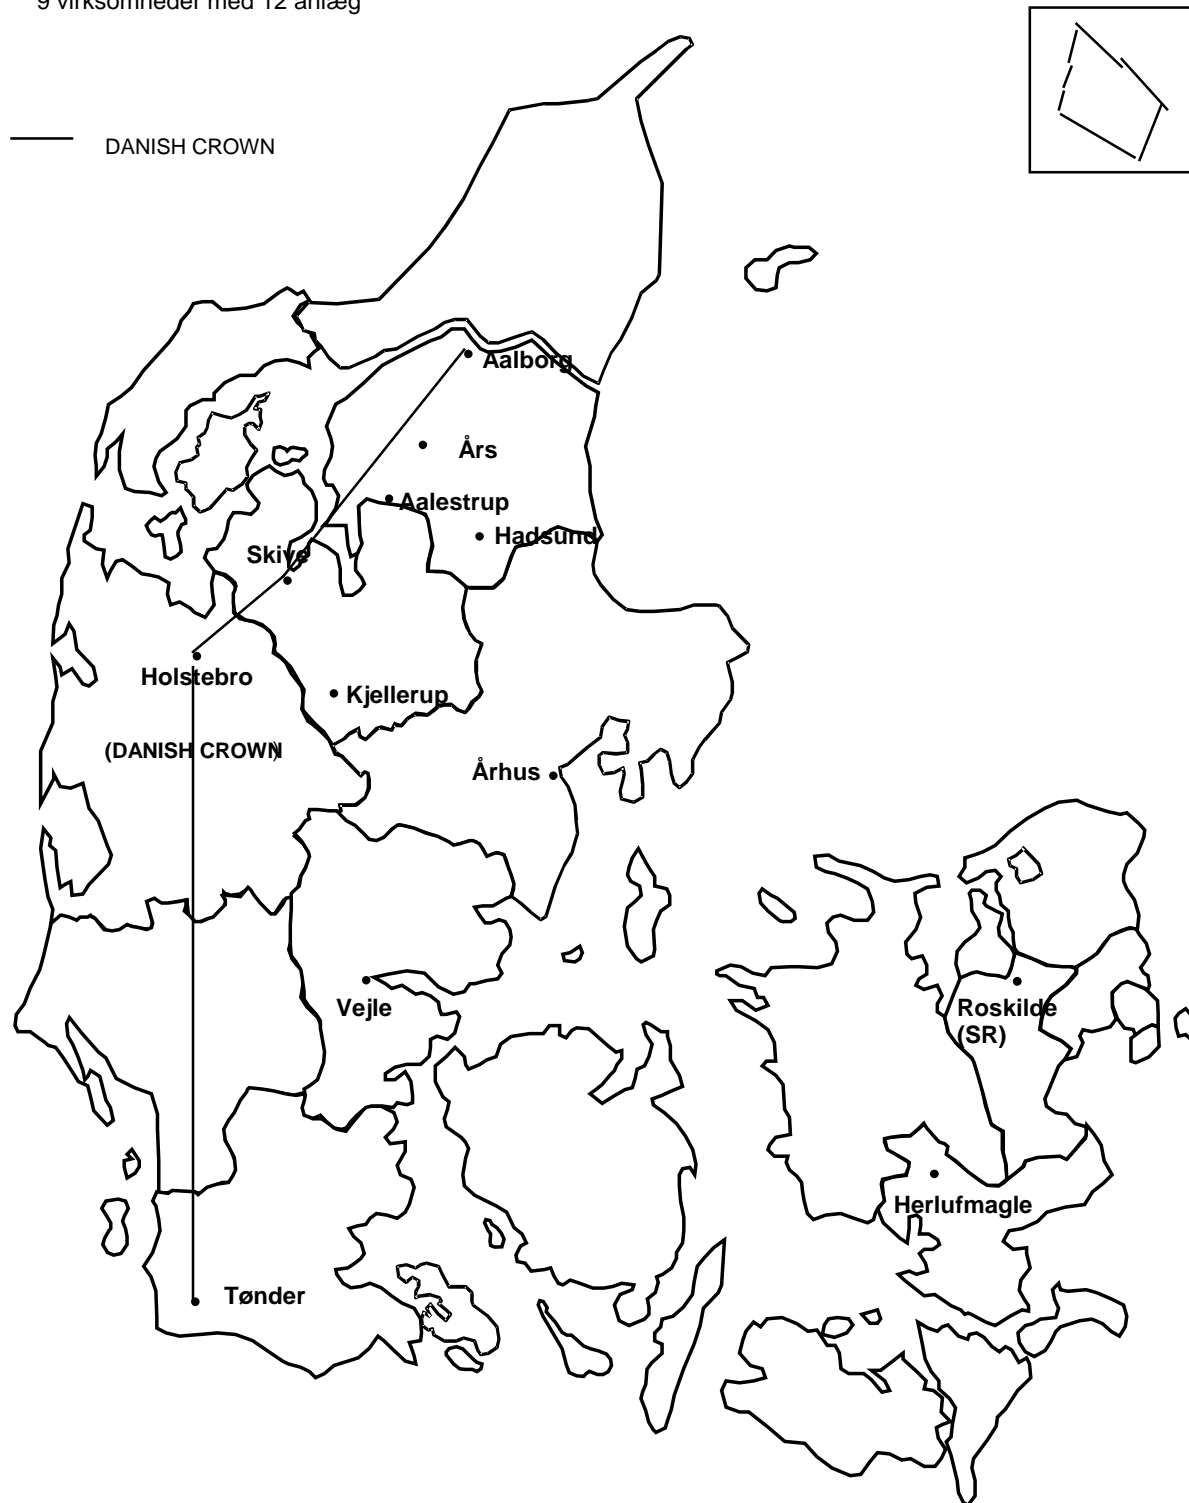 9 virksomheder med 12 anlæg
DANISH CROWN
Aalborg
Års
Aalestrup
Hadsund
Skive
Holstebro
Kjellerup
(DANISH CROWN)
Århus
Vejle
Roskilde
(SR)
Herlufmagle
Tønder